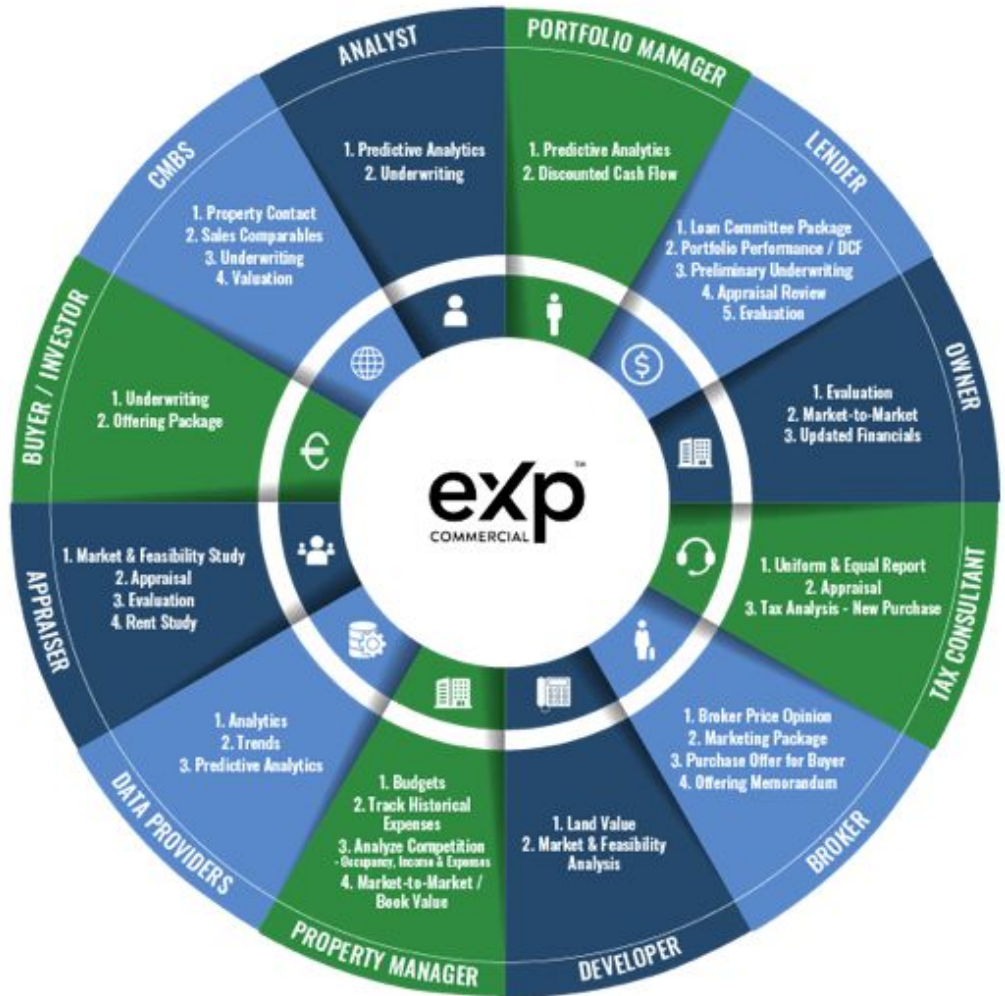 ANALYST
1. Predictive Analytics
2. Underwriting
PORTFOLIO MANAGER
1. Predictive Analytics
2. Discounted Cash Flow
LENDER
1. Loan Committee Package
2. Portfolio Performance / DCF
3. Preliminary Underwriting
4. Appraisal Review
5. Evaluation
OWNER
1. Evaluation
2. Market-to-Market
3. Updated Financials
TAX CONSULTANT
1. Uniform & Equal Report
2. Appraisal
3. Tax Analysis - New Purchase
BROKER
1. Broker Price Opinion
2. Marketing Package
3. Purchase Offer for Buyer
4. Offering Memorandum
DEVELOPER
1. Land Value
2. Market & Feasibility
Analysis
PROPERTY MANAGER
1. Budgets
2. Track Historical
Expenses
3. Analyze Competition
- Occupancy, Income & Expenses
4. Market-to-Market /
Book Value
DATA PROVIDERS
1. Analytics
2. Trends
3. Predictive Analytics
APPRAISER
1. Market & Feasibility Study
2. Appraisal
3. Evaluation
4. Rent Study
BUYER / INVESTOR
1. Underwriting
2. Offering Package
CMBS
1. Property Contact
2. Sales Comparables
3. Underwriting
4. Valuation
$
€
eXp SM
COMMERCIAL